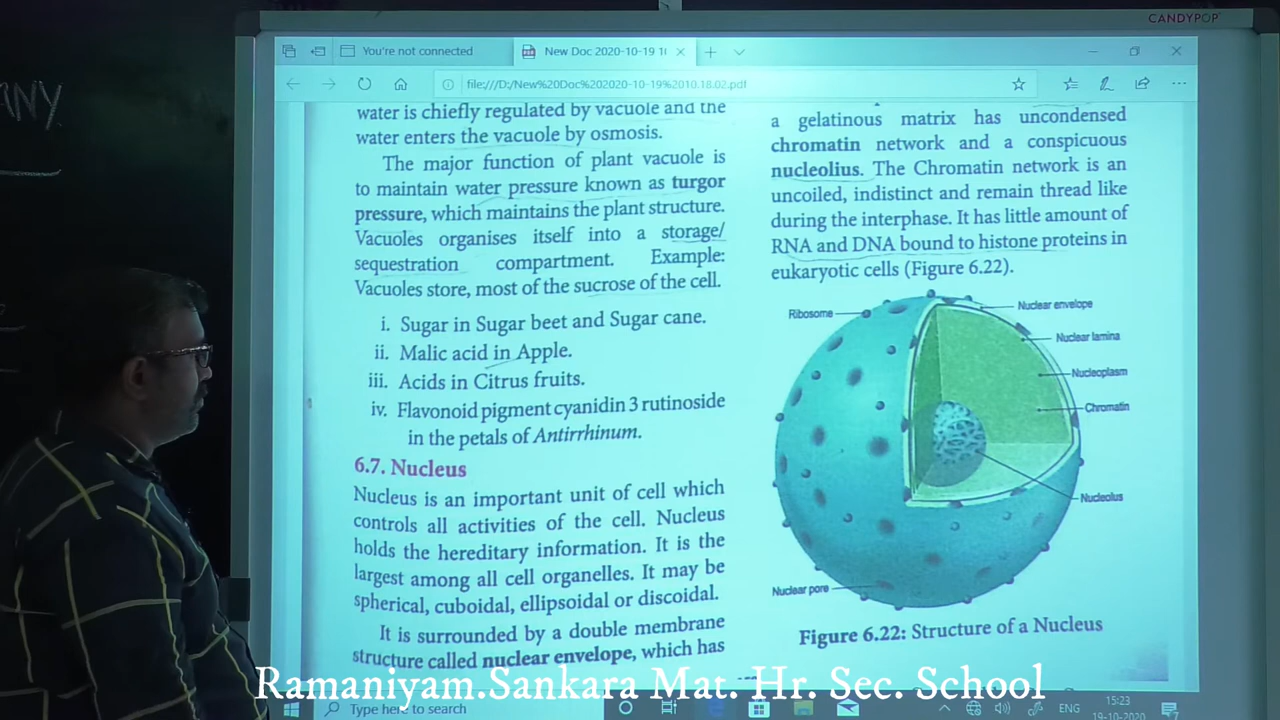 CANDYPOP
ANY
You're not connected
New Doc 2020-10-19 1(
file:///D:/New%20Doc%202020-10-19%2010.18.02.pdf
water is chiefly regulated by vacuole and the
water enters the vacuole by osmosis.
The major function of plant vacuole is
to maintain water pressure known as turgor
pressure, which maintains the plant structure.
Vacuoles organises itself into a storage/
sequestration compartment. Example:
Vacuoles store, most of the sucrose of the cell.
i. Sugar in Sugar beet and Sugar cane.
ii. Malic acid in Apple.
iii. Acids in Citrus fruits.
iv. Flavonoid pigment cyanidin 3 rutinoside
in the petals of Antirrhinum.
6.7. Nucleus
Nucleus is an important unit of cell which
controls all activities of the cell. Nucleus
holds the hereditary information. It is the
largest among all cell organelles. It may be
spherical, cuboidal, ellipsoidal or discoidal.
It is surrounded by a double membrane
structure called nuclear envelope, which has
a gelatinous matrix has uncondensed
chromatin network and a conspicuous
nucleolius. The Chromatin network is an
uncoiled, indistinct and remain thread like
during the interphase. It has little amount of
RNA and DNA bound to histone proteins in
eukaryotic cells (Figure 6.22).
Ribosome
Nuclear envelope
Nuclear lamina
Nucleoplasm
Chromatin
Nucleolus
Nuclear pore
Figure 6.22: Structure of a Nucleus
Ramaniyam.Sankara Mat. Hr. Sec. School
Type here to search
ENG
15:23
19-10-2020